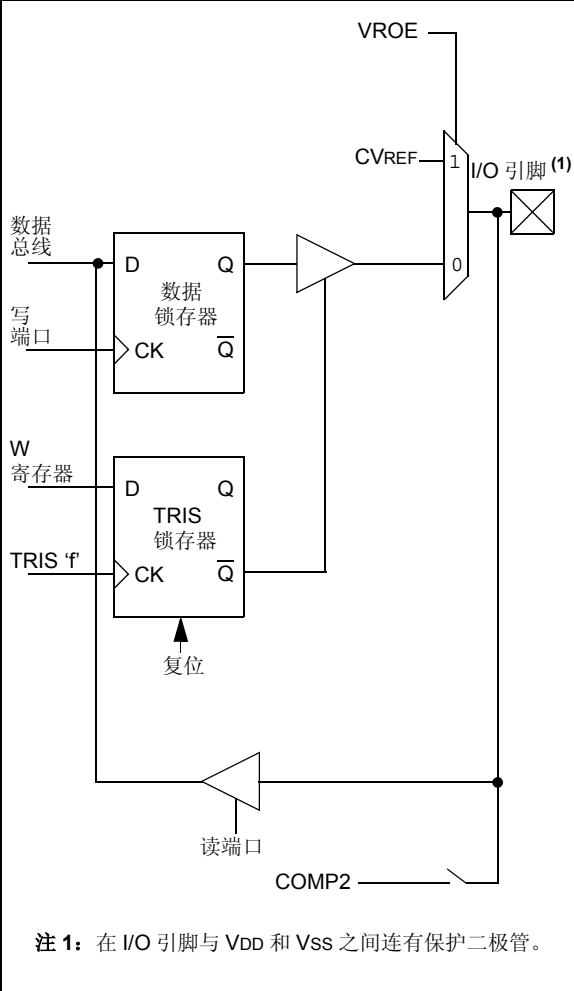 VROE
CVREF
1
I/O 引脚 (1)
数据
总线
D
Q
0
数据
锁存器
写
端口
CK
Q
W
寄存器
D
Q
TRIS
锁存器
TRIS ‘f’
CK
Q
复位
读端口
COMP2
注 1：在 I/O 引脚与 VDD 和 VSS 之间连有保护二极管。